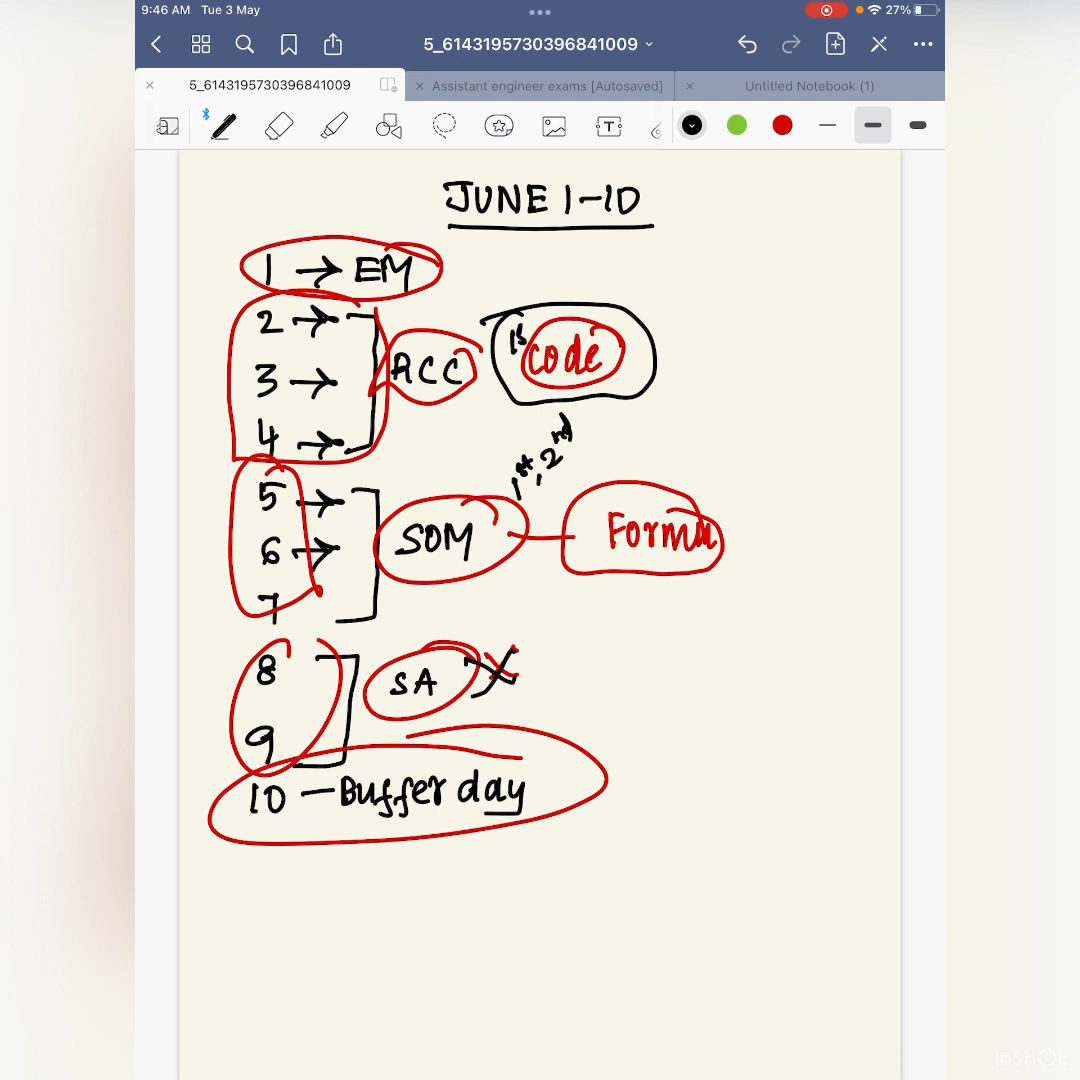 9:46 AM Tue 3 May
27%
5_6143195730396841009
5_6143195730396841009
Assistant engineer exams [Autosaved]
Untitled Notebook (1)
T
JUNE 1-10
1 → EM
2 →
3 → ACC
IS code
4 →
1st, 2nd
5 →
6 → SOM
7
8
SA
9
10 - Buffer day
InShOt